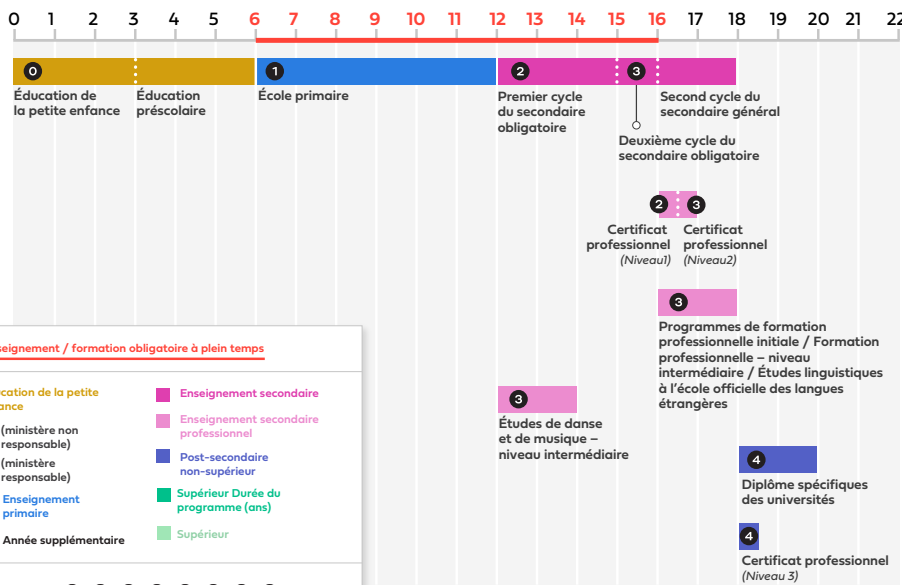 0 1 2 3 4 5 6 7 8 9 10 11 12 13 14 15 16 17 18 19 20 21 22
0 1 2 3
Éducation de
la petite enfance
Éducation
préscolaire
École primaire
Premier cycle
du secondaire
obligatoire
Second cycle du
secondaire général
Deuxième cycle du
secondaire obligatoire
2 3
Certificat
professionnel
(Niveau1)
Certificat
professionnel
(Niveau2)
3
Programmes de formation
professionnelle initiale / Formation
professionnelle – niveau
intermédiaire / Études linguistiques
à l'école officielle des langues
étrangères
3
Études de danse
et de musique –
niveau intermédiaire
4
Diplôme spécifiques
des universités
4
Certificat professionnel
(Niveau 3)
seignement / formation obligatoire à plein temps
cation de la petite
ance
(ministère non
responsable)
(ministère
responsable)
Enseignement
primaire
Année supplémentaire
Enseignement secondaire
Enseignement secondaire
professionnel
Post-secondaire
non-supérieur
Supérieur Durée du
programme (ans)
Supérieur